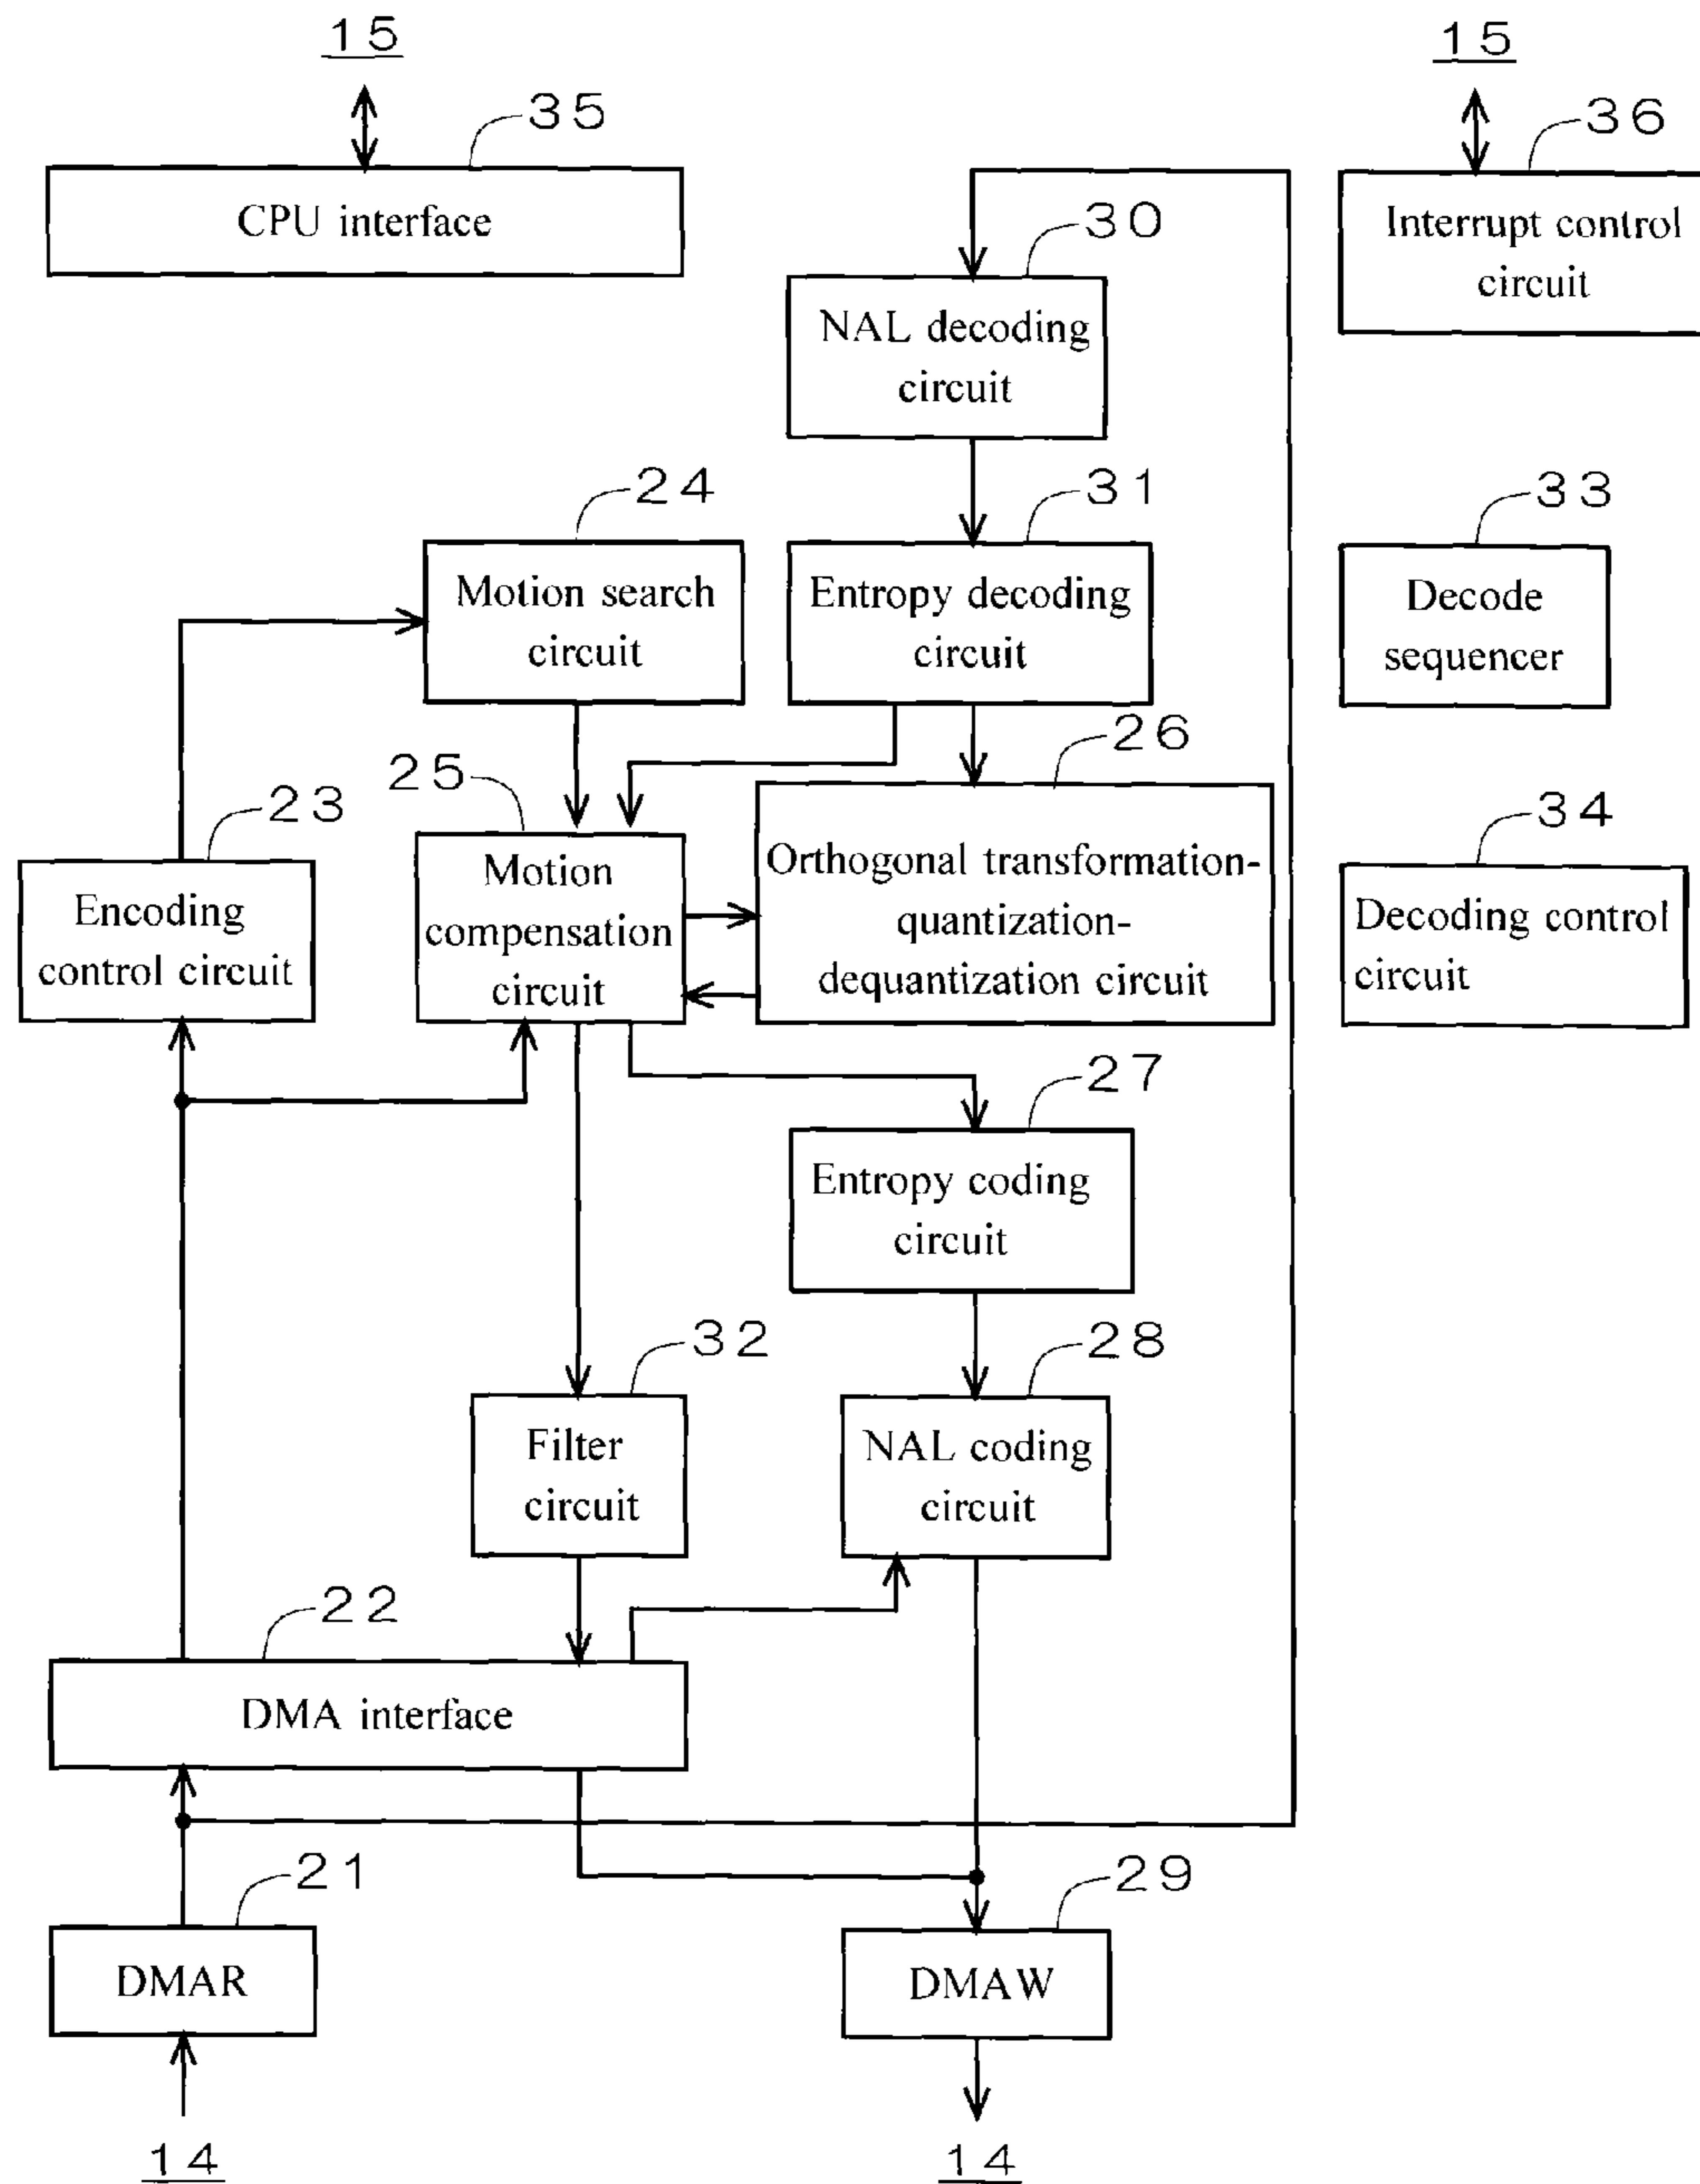 15
15
35
36
CPU interface
Interrupt control
circuit
30
NAL decoding
circuit
24
31
33
Motion search
circuit
Entropy decoding
circuit
Decode
sequencer
26
25
23
34
Motion
compensation
circuit
Orthogonal transformation-
quantization-
dequantization circuit
Encoding
control circuit
Decoding control
circuit
27
Entropy coding
circuit
32
28
Filter
circuit
NAL coding
circuit
22
DMA interface
21
29
DMAR
DMAW
14
14